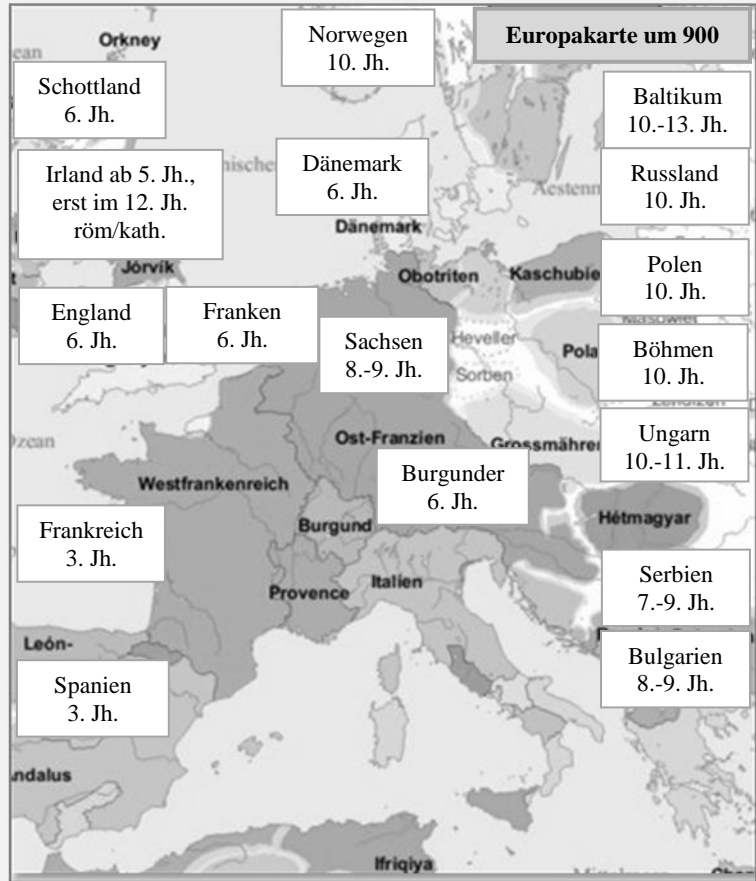 Europakarte um 900
Norwegen
10. Jh.
Orkney
Schottland
6. Jh.
Baltikum
10.-13. Jh.
Irland ab 5. Jh.,
erst im 12. Jh.
röm/kath.
Dänemark
6. Jh.
Russland
10. Jh.
Dänemark
Jórvík
Obotriten
Kaschubie
Polen
10. Jh.
England
6. Jh.
Franken
6. Jh.
Sachsen
8.-9. Jh.
Heveller
Sorben
Pola
Böhmen
10. Jh.
Ost-Franzien
Grossmähren
Ungarn
10.-11. Jh.
Westfrankenreich
Burgunder
6. Jh.
Burgund
Hétmagyar
Frankreich
3. Jh.
Provence
Italien
Serbien
7.-9. Jh.
León-
Bulgarien
8.-9. Jh.
Spanien
3. Jh.
ndalus
Ifriqiya